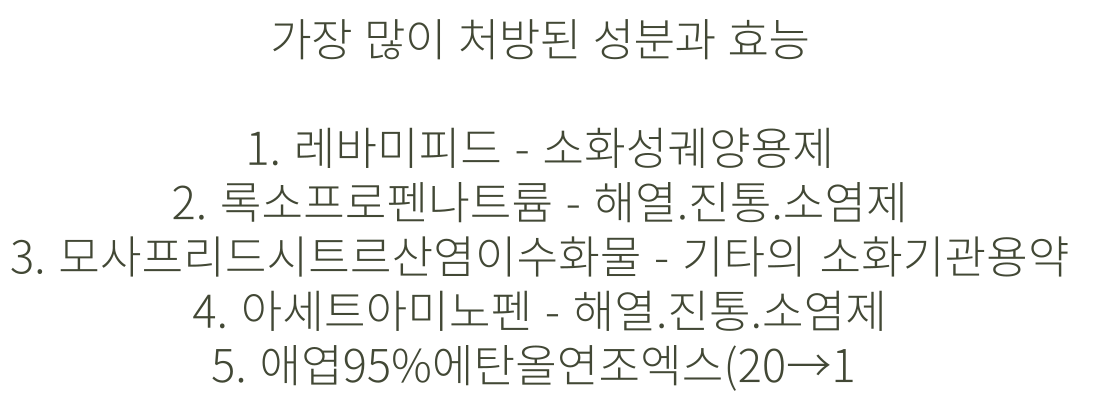 가장 많이 처방된 성분과 효능
1. 레바미피드 - 소화성궤양용제
2. 록소프로펜나트륨 - 해열.진통.소염제
3. 모사프리드시트르산염이수화물 - 기타의 소화기관용약
4. 아세트아미노펜 - 해열.진통.소염제
5. 애엽95%에탄올연조엑스(20→1